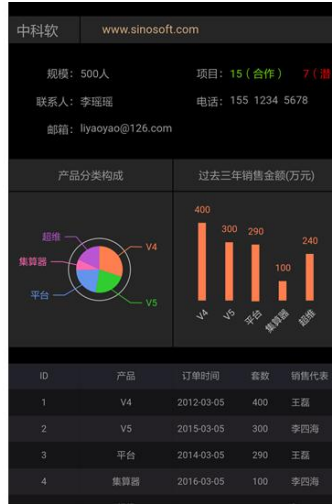 中科软 www.sinosoft.com
规模：500人 项目：15（合作） 7（潜
联系人：李瑶瑶 电话：155 1234 5678
邮箱：liyaoyao@126.com
产品分类构成 过去三年销售金额(万元)
超维
集算器
平台
V4
V5
400
300
290
100
240
V4
V5
平台
集算器
超维
ID 产品 订单时间 套数 销售代表
1 V4 2012-03-05 400 王磊
2 V5 2015-03-05 300 李四海
3 平台 2014-03-05 290 王磊
4 集算器 2016-03-05 100 李四海